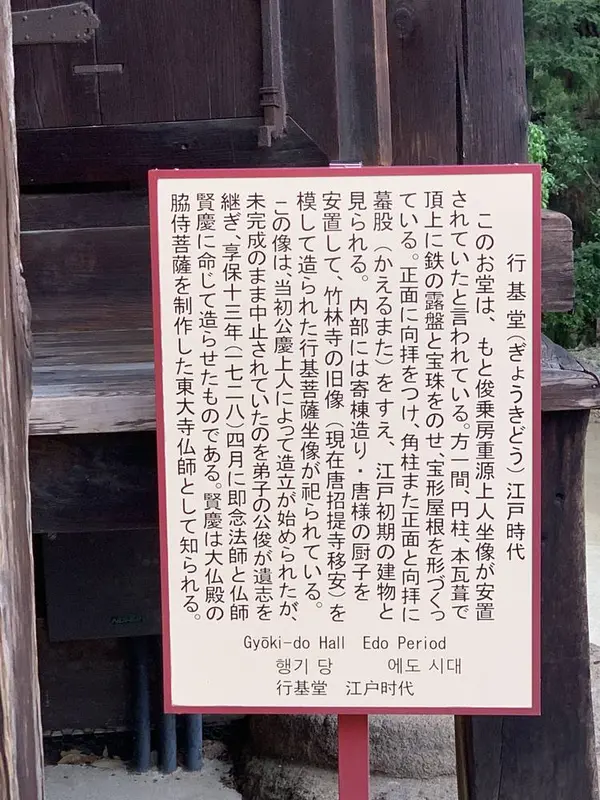 行基堂(ぎょうきどう)江戸時代
このお堂は、もと俊乗房重源上人坐像が安置
されていたと言われている。方一間、円柱、本瓦葺で
頂上に鉄の露盤と宝珠をのせ、宝形屋根を形づくっ
ている。正面に向拝をつけ、角柱また正面と向拝に
蟇股(かえるまた)をすえ、江戸初期の建物と
見られる。内部には寄棟造り・唐様の厨子を
安置して、竹林寺の旧像(現在唐招提寺移安)を
模して造られた行基菩薩坐像が祀られている。
この像は、当初公慶上人によって造立が始められたが、
未完成のまま中止されていたのを弟子の公俊が遺志を
継ぎ、享保十三年(一七二八)四月に即念法師と仏師
賢慶に命じて造らせたものである。賢慶は大仏殿の
脇侍菩薩を制作した東大寺仏師として知られる。
Gyōki-do Hall Edo Period
행기 당 에도 시대
行基堂 江户时代